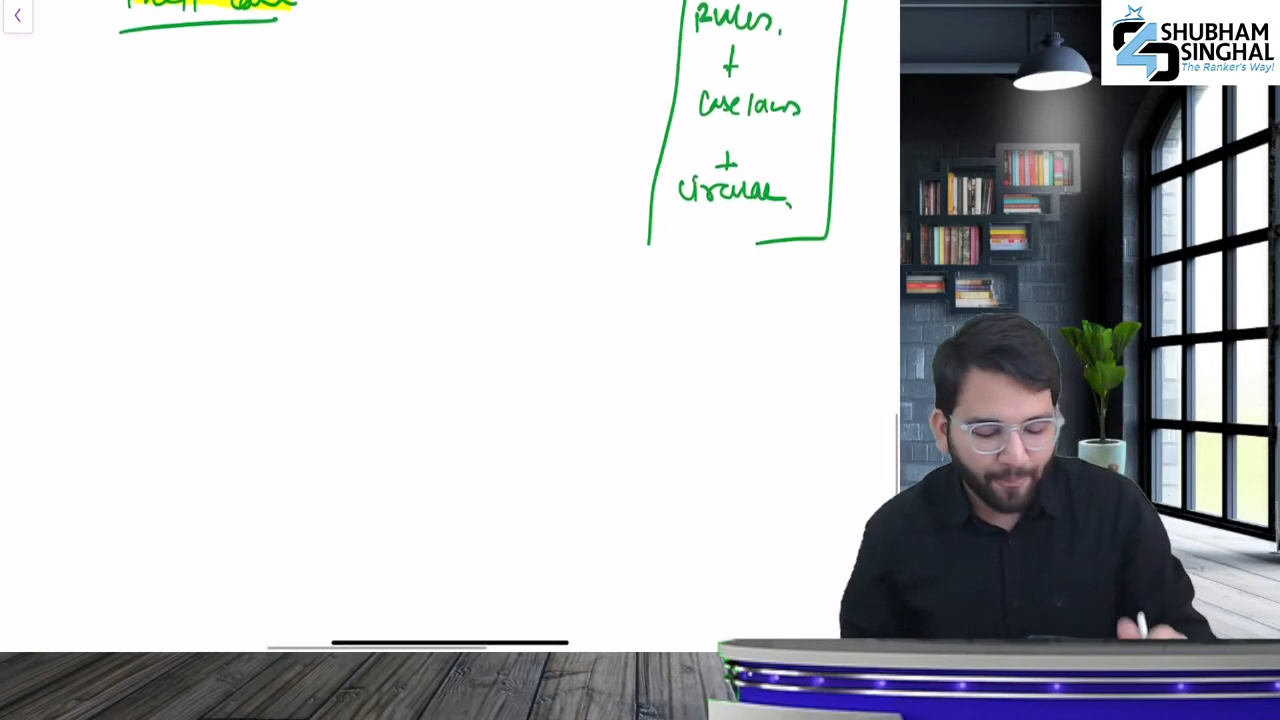 Rules,
+
Case laws
+
circular,
SHUBHAM
SINGHAL
The Ranker's Way!